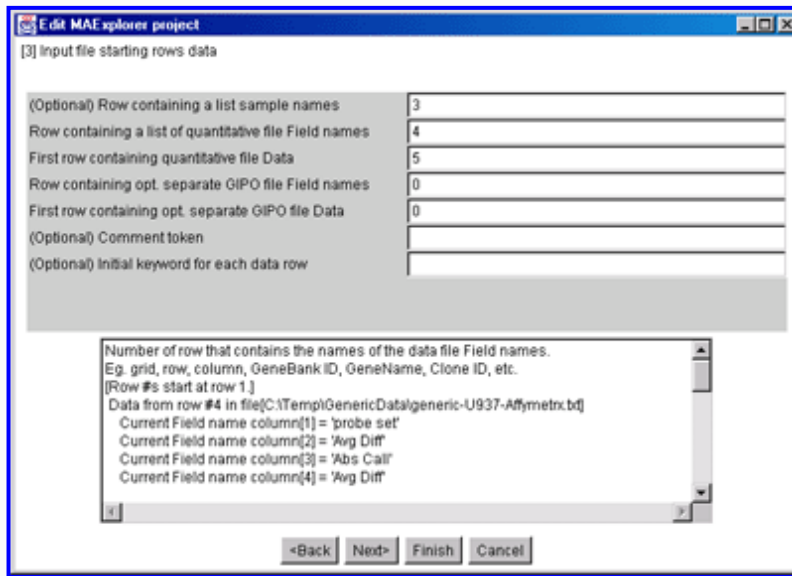 Edit MAExplorer project
[3] Input file starting rows data
(Optional) Row containing a list sample names 3
Row containing a list of quantitative file Field names 4
First row containing quantitative file Data 5
Row containing opt. separate GIPO file Field names 0
First row containing opt. separate GIPO file Data 0
(Optional) Comment token
(Optional) Initial keyword for each data row
Number of row that contains the names of the data file Field names.
Eg. grid, row, column, GeneBank ID, GeneName, Clone ID, etc.
[Row #s start at row 1.]
Data from row #4 in file[C:\Temp\GenericData\generic-U937-Affymetrx.txt]
Current Field name column[1] = 'probe set'
Current Field name column[2] = 'Avg Diff'
Current Field name column[3] = 'Abs Call'
Current Field name column[4] = 'Avg Diff'
<Back Next> Finish Cancel